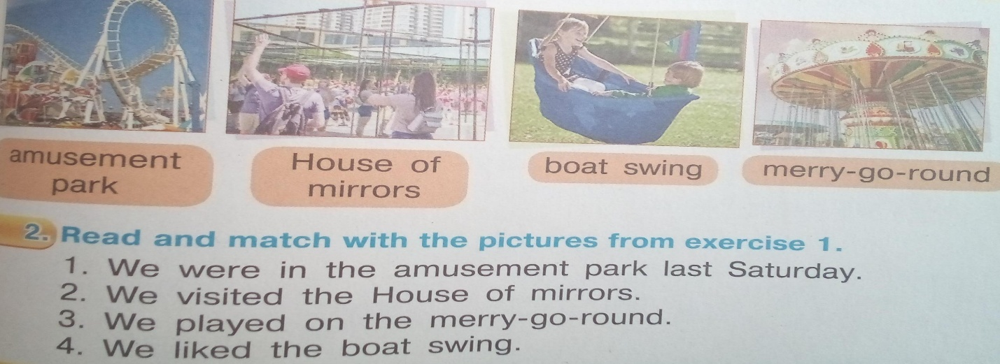 amusement
park
House of
mirrors
boat swing
merry-go-round
2. Read and match with the pictures from exercise 1.
1. We were in the amusement park last Saturday.
2. We visited the House of mirrors.
3. We played on the merry-go-round.
4. We liked the boat swing.